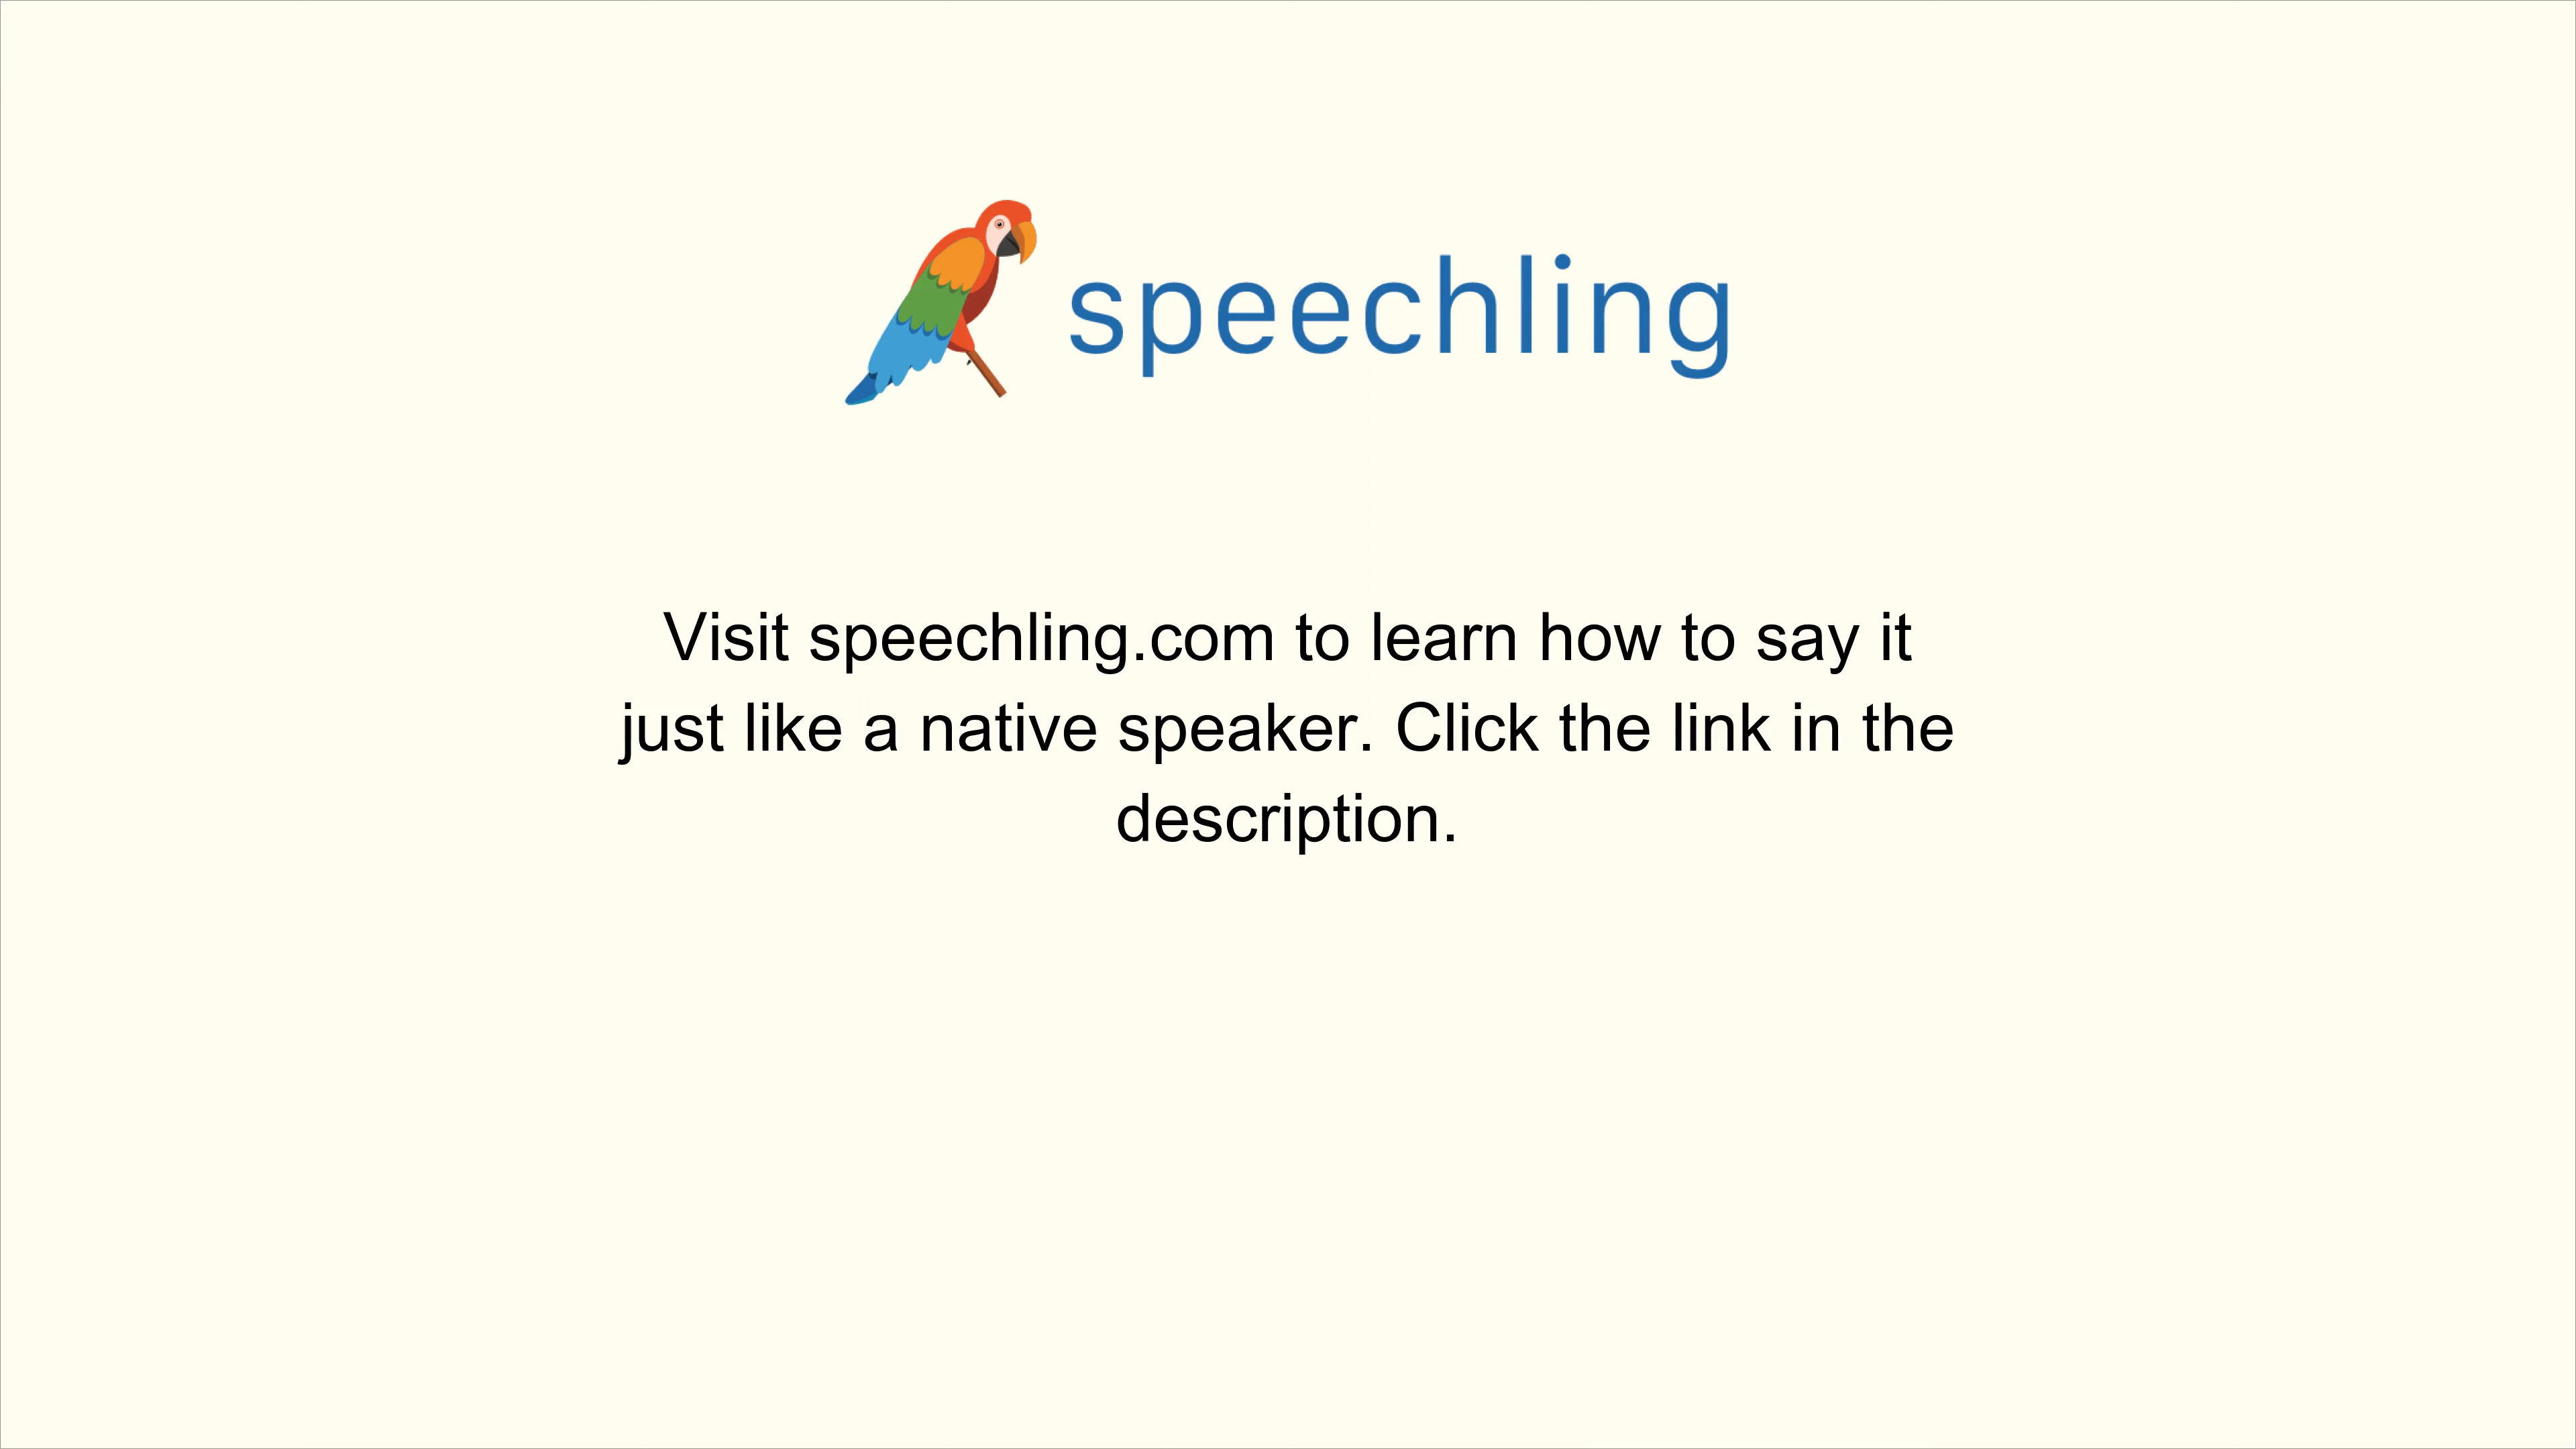 speechling
Visit speechling.com to learn how to say it
just like a native speaker. Click the link in the
description.